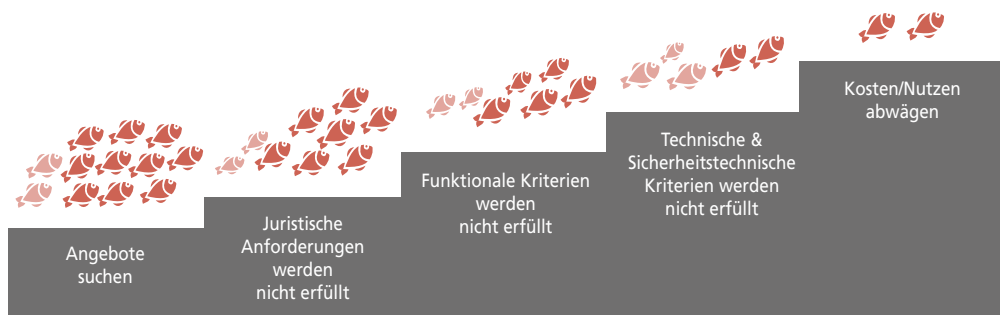 Angebote
suchen
Juristische
Anforderungen
werden
nicht erfüllt
Funktionale Kriterien
werden
nicht erfüllt
Technische &
Sicherheitstechnische
Kriterien werden
nicht erfüllt
Kosten/Nutzen
abwägen